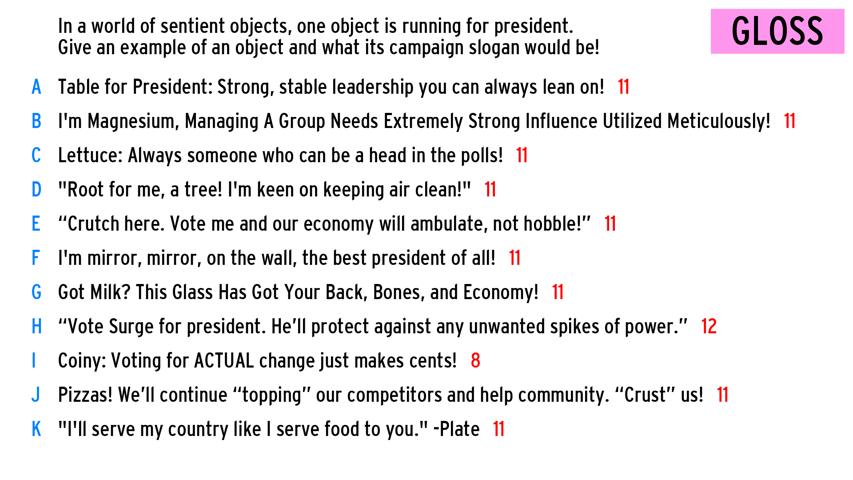 In a world of sentient objects, one object is running for president.
Give an example of an object and what its campaign slogan would be!
GLOSS
A Table for President: Strong, stable leadership you can always lean on! 11
B I'm Magnesium, Managing A Group Needs Extremely Strong Influence Utilized Meticulously! 11
C Lettuce: Always someone who can be a head in the polls! 11
D "Root for me, a tree! I'm keen on keeping air clean!" 11
E “Crutch here. Vote me and our economy will ambulate, not hobble!” 11
F I'm mirror, mirror, on the wall, the best president of all! 11
G Got Milk? This Glass Has Got Your Back, Bones, and Economy! 11
H “Vote Surge for president. He’ll protect against any unwanted spikes of power.” 12
I Coiny: Voting for ACTUAL change just makes cents! 8
J Pizzas! We’ll continue “topping” our competitors and help community. “Crust” us! 11
K "I'll serve my country like I serve food to you." -Plate 11